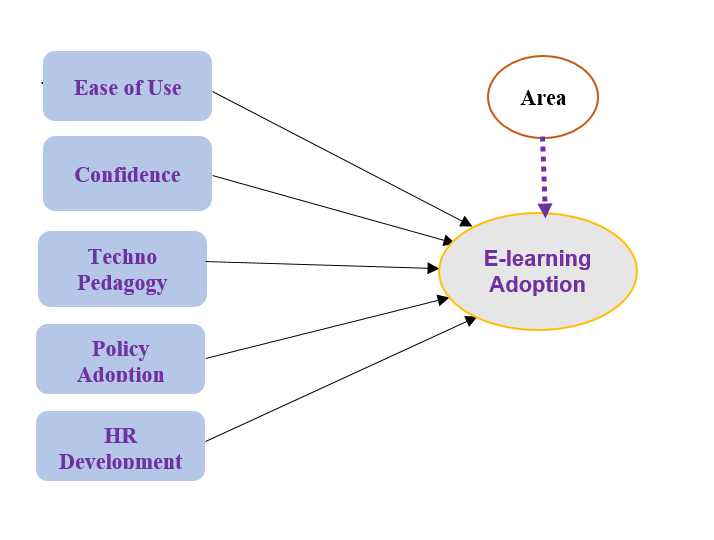 Ease of Use
Area
Confidence
Techno
Pedagogy
E-learning
Adoption
Policy
Adoption
HR
Development